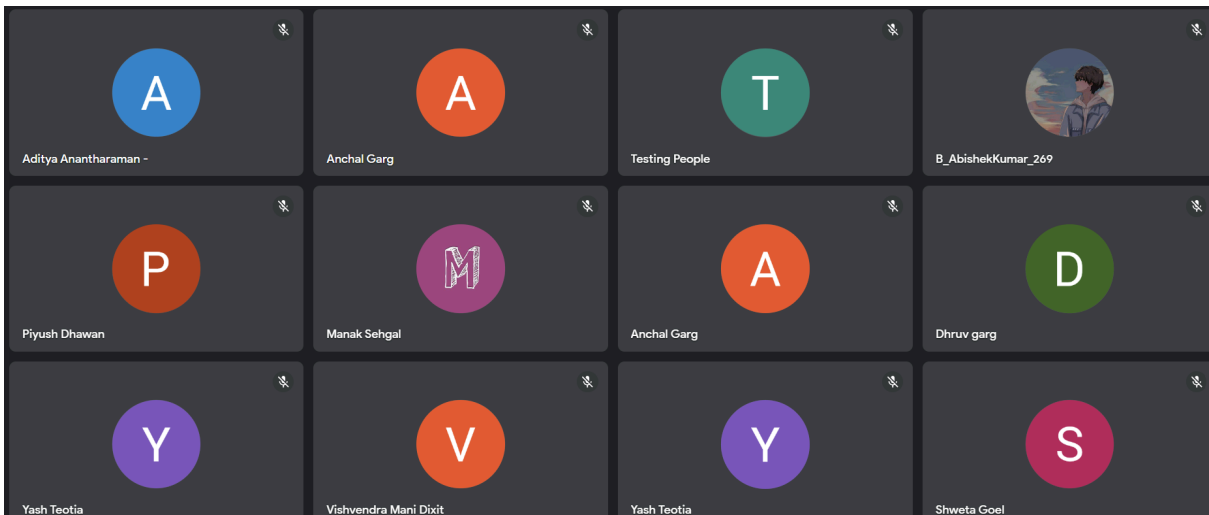 A
A
T
Aditya Anantharaman -
Anchal Garg
Testing People
B_AbishekKumar_269
P
M
A
D
Piyush Dhawan
Manak Sehgal
Anchal Garg
Dhruv garg
Y
V
Y
S
Yash Teotia
Vishvendra Mani Dixit
Yash Teotia
Shweta Goel